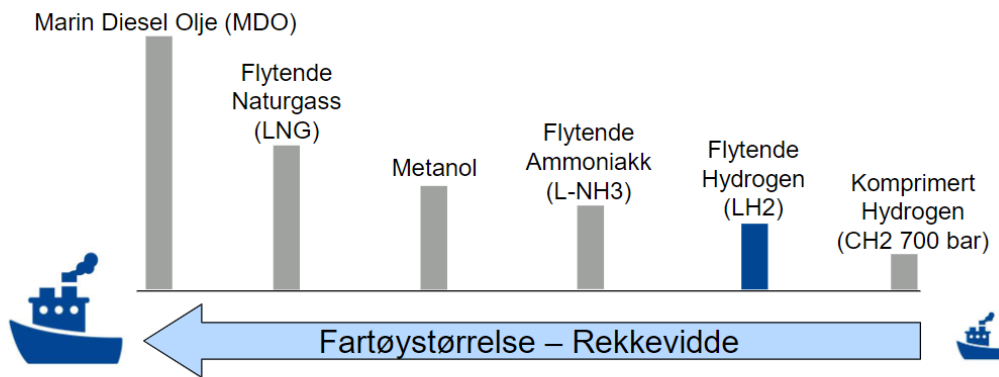 Marin Diesel Olje (MDO)
Flytende
Naturgass
(LNG)
Metanol
Flytende
Ammoniakk
(L-NH3)
Flytende
Hydrogen
(LH2)
Komprimert
Hydrogen
(CH2 700 bar)
Fartøystørrelse – Rekkevidde